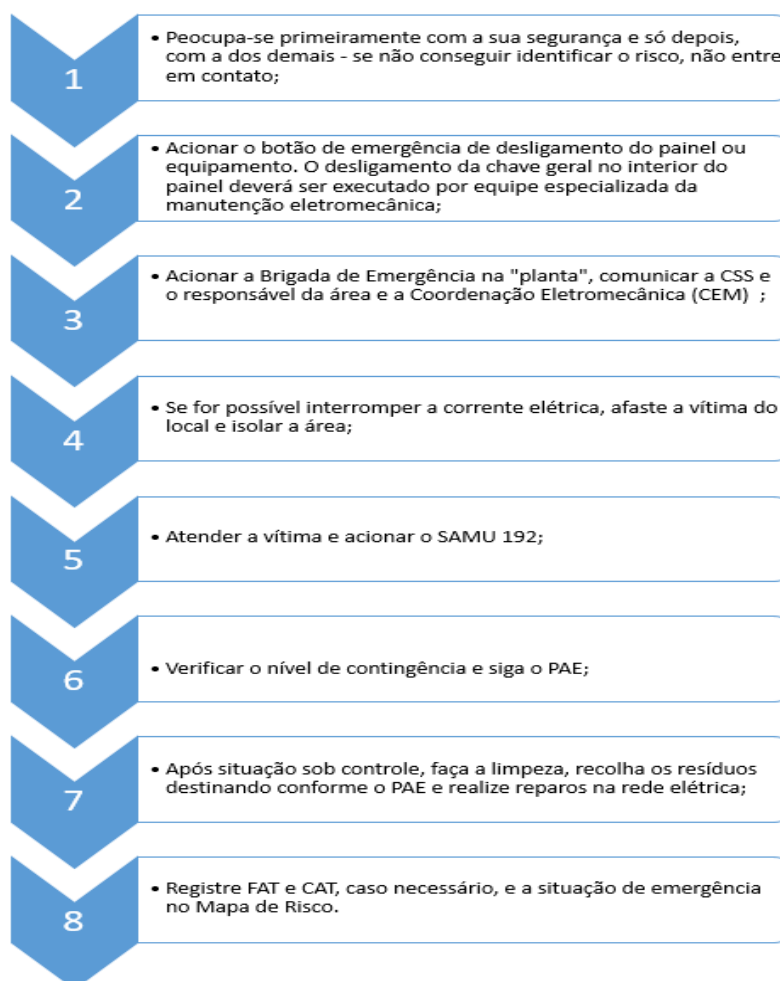 1
• Peocupa-se primeiramente com a sua segurança e só depois,
com a dos demais - se não conseguir identificar o risco, não entre
em contato;
2
• Acionar o botão de emergência de desligamento do painel ou
equipamento. O desligamento da chave geral no interior do
painel deverá ser executado por equipe especializada da
manutenção eletromecânica;
3
• Acionar a Brigada de Emergência na "planta", comunicar a CSS e
o responsável da área e a Coordenação Eletromecânica (CEM)  ;
4
• Se for possível interromper a corrente elétrica, afaste a vítima do
local e isolar a área;
5
• Atender a vítima e acionar o SAMU 192;
6
• Verificar o nível de contingência e siga o PAE;
7
• Após situação sob controle, faça a limpeza, recolha os resíduos
destinando conforme o PAE e realize reparos na rede elétrica;
8
• Registre FAT e CAT, caso necessário, e a situação de emergência
no Mapa de Risco.